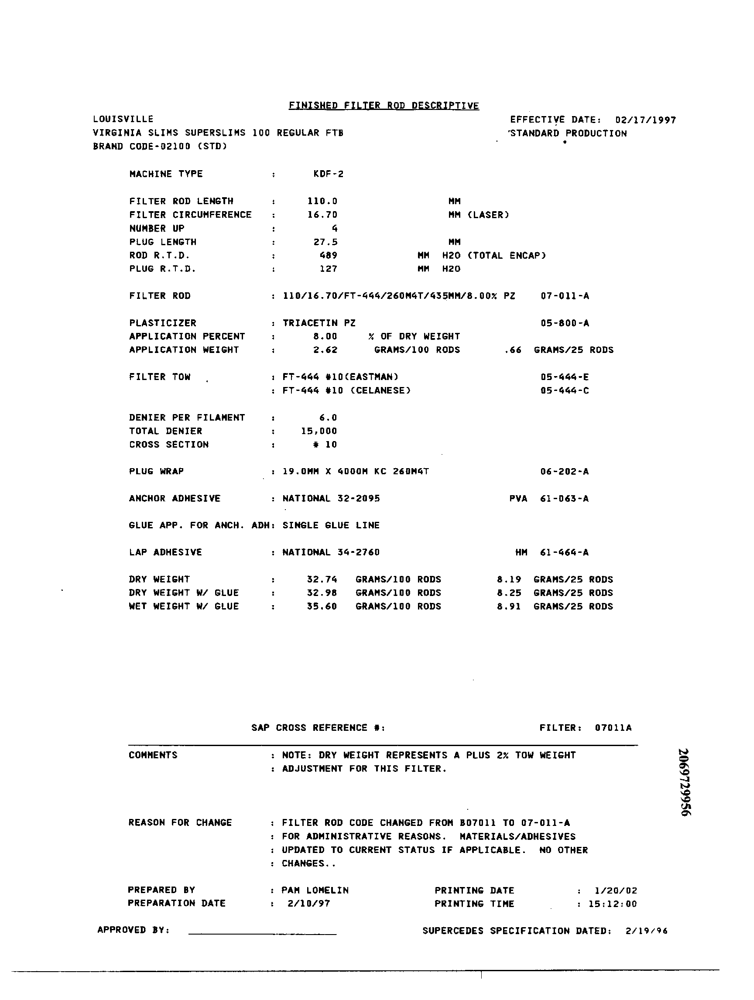 FINISHED FILTER ROD DESCRIPTIVE
LOUISVILLE EFFECTIVE DATE: 02/17/1997
VIRGINIA SLIMS SUPERSLIMS 100 REGULAR FTB STANDARD PRODUCTION
BRAND CODE-02100 (STD)
MACHINE TYPE : KDF-2
FILTER ROD LENGTH : 110.0 MM
FILTER CIRCUMFERENCE : 16.70 MM (LASER)
NUMBER UP : 4
PLUG LENGTH : 27.5 MM
ROD R.T.D. : 489 MM H2O (TOTAL ENCAP)
PLUG R.T.D. : 127 MM H2O
FILTER ROD : 110/16.70/FT-444/260M4T/435MM/8.00% PZ 07-011-A
PLASTICIZER : TRIACETIN PZ 05-800-A
APPLICATION PERCENT : 8.00 % OF DRY WEIGHT
APPLICATION WEIGHT : 2.62 GRAMS/100 RODS .66 GRAMS/25 RODS
FILTER TOW : FT-444 #10(EASTMAN) 05-444-E
: FT-444 #10 (CELANESE) 05-444-C
DENIER PER FILAMENT : 6.0
TOTAL DENIER : 15,000
CROSS SECTION : # 10
PLUG WRAP : 19.0MM X 4000M KC 260M4T 06-202-A
ANCHOR ADHESIVE : NATIONAL 32-2095 PVA 61-063-A
GLUE APP. FOR ANCH. ADH: SINGLE GLUE LINE
LAP ADHESIVE : NATIONAL 34-2760 HM 61-464-A
DRY WEIGHT : 32.74 GRAMS/100 RODS 8.19 GRAMS/25 RODS
DRY WEIGHT W/ GLUE : 32.98 GRAMS/100 RODS 8.25 GRAMS/25 RODS
WET WEIGHT W/ GLUE : 35.60 GRAMS/100 RODS 8.91 GRAMS/25 RODS
SAP CROSS REFERENCE #: FILTER: 07011A
COMMENTS : NOTE: DRY WEIGHT REPRESENTS A PLUS 2% TOW WEIGHT
: ADJUSTMENT FOR THIS FILTER.
2069729956
REASON FOR CHANGE : FILTER ROD CODE CHANGED FROM B07011 TO 07-011-A
: FOR ADMINISTRATIVE REASONS. MATERIALS/ADHESIVES
: UPDATED TO CURRENT STATUS IF APPLICABLE. NO OTHER
: CHANGES..
PREPARED BY : PAM LOMELIN PRINTING DATE : 1/20/02
PREPARATION DATE : 2/10/97 PRINTING TIME : 15:12:00
APPROVED BY: SUPERCEDES SPECIFICATION DATED: 2/19/96